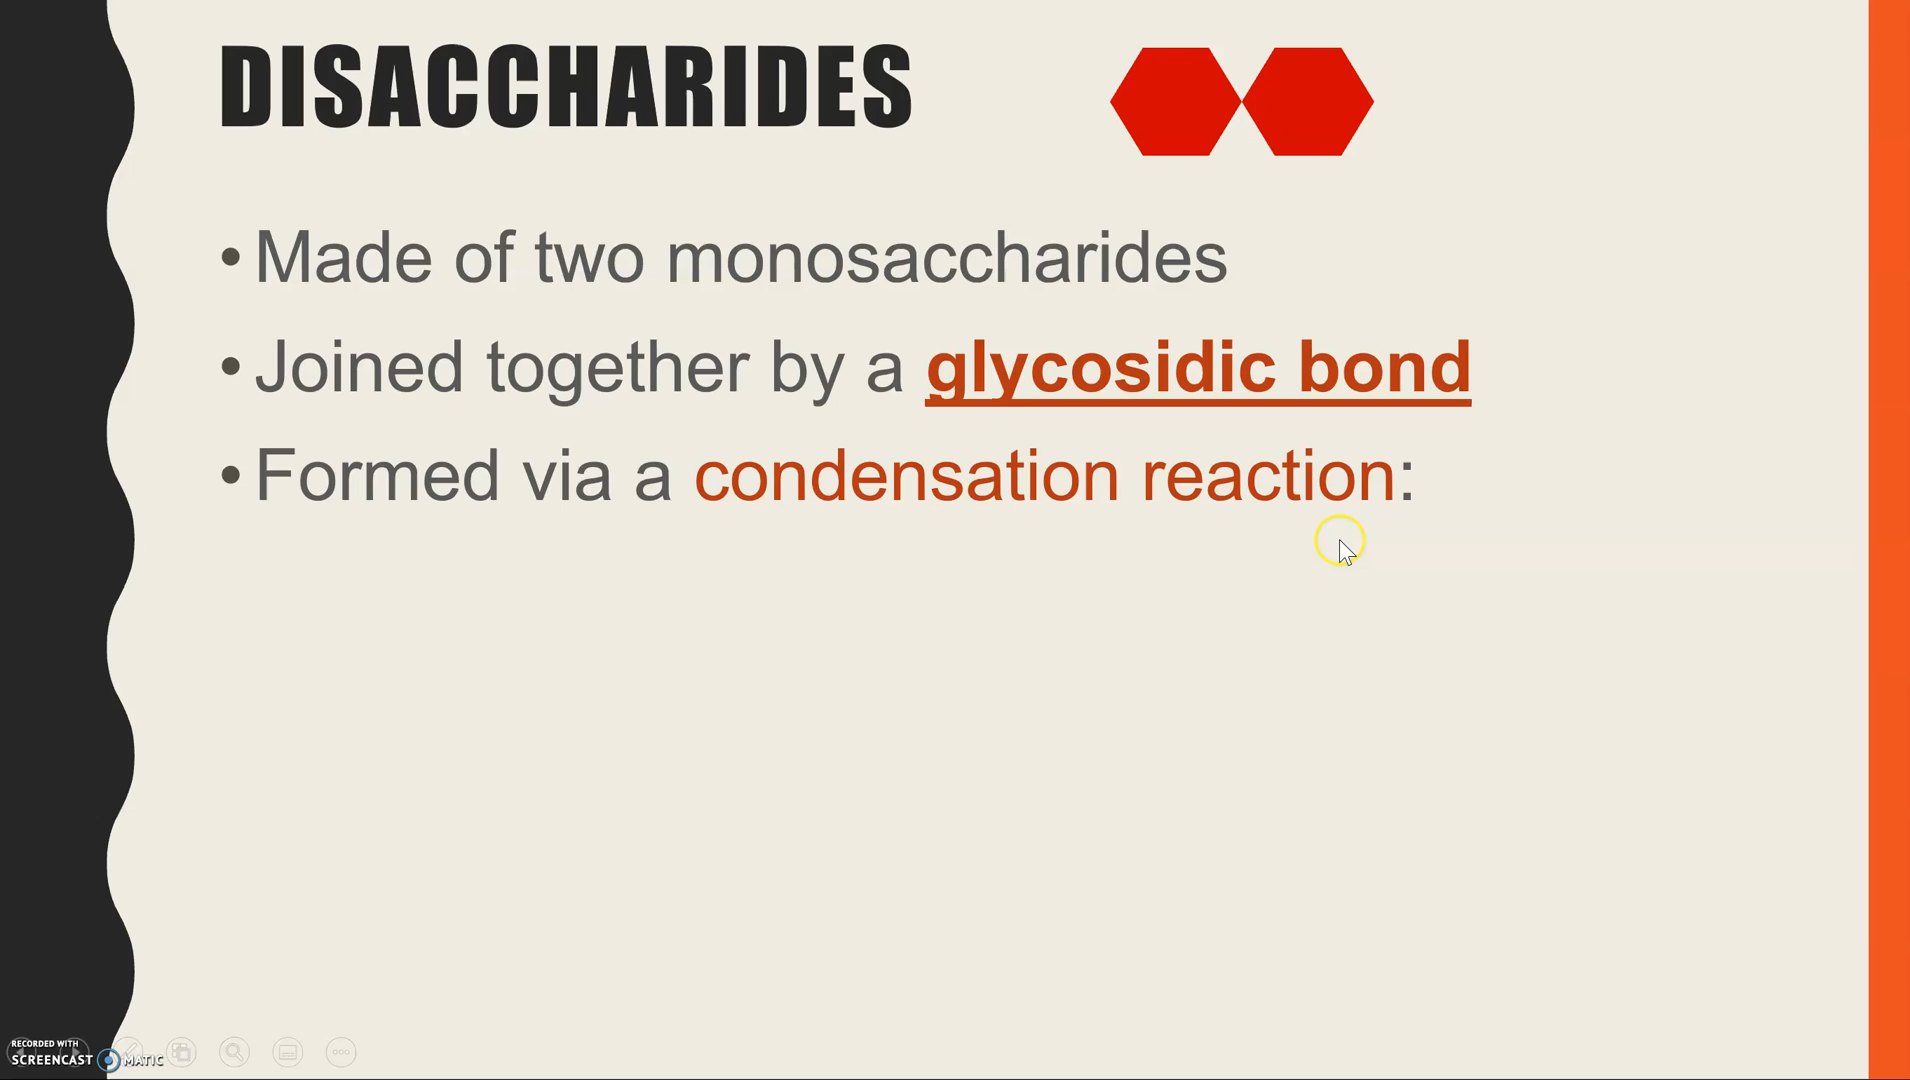 DISACCHARIDES
• Made of two monosaccharides
• Joined together by a glycosidic bond
• Formed via a condensation reaction:
RECORDED WITH
SCREENCAST MATIC